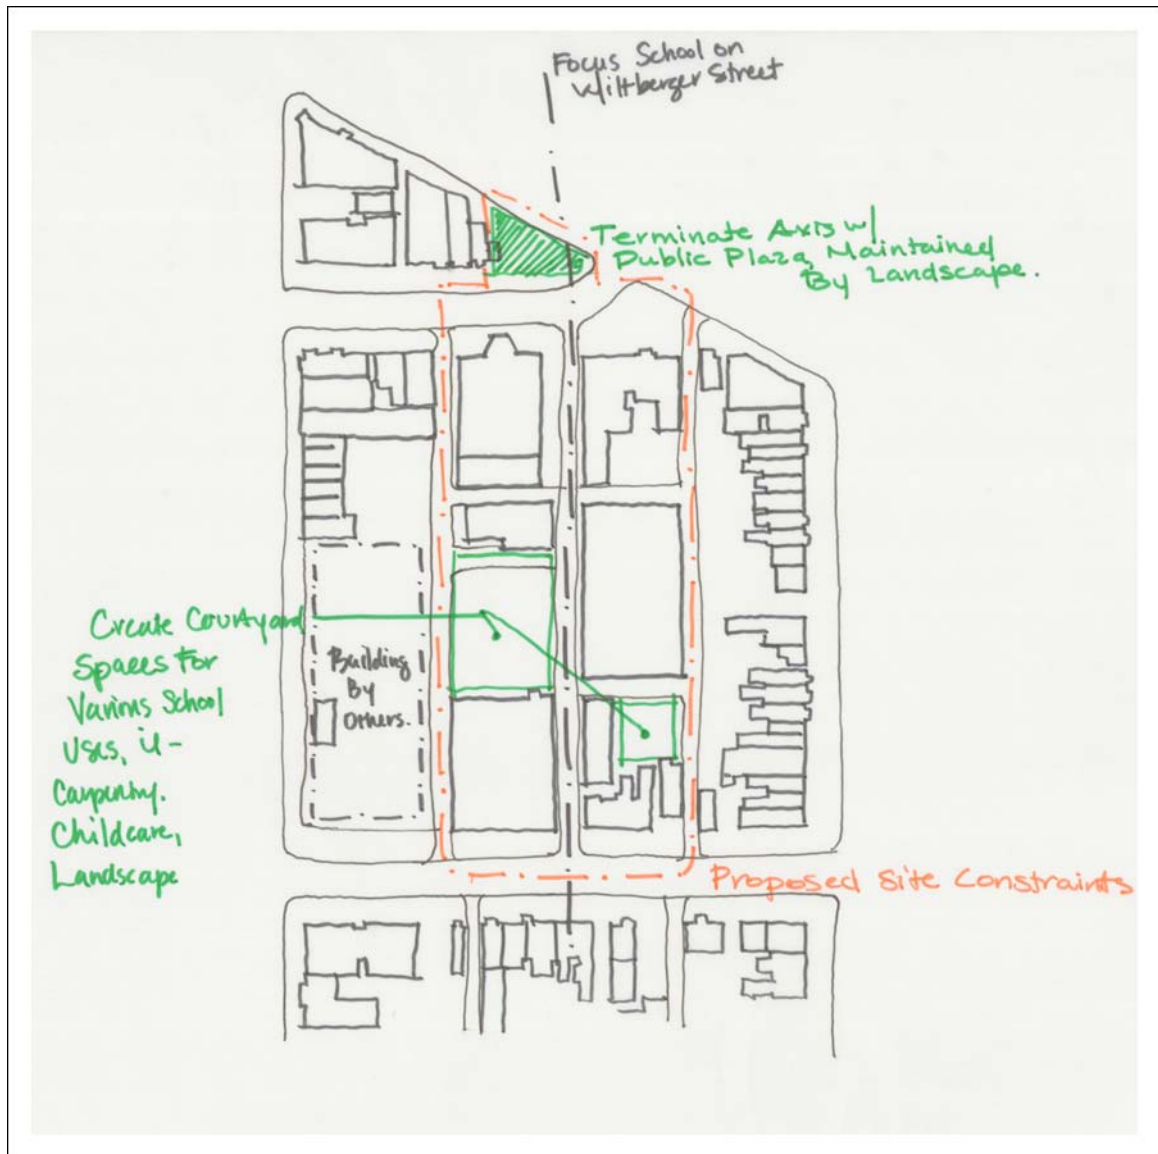 Focus School on
Wiltberger Street
Terminate Axis w/
Public Plaza, Maintained
By Landscape.
Create Courtyard
Spaces For
Various School
Uses, ie-
Carpentry.
Childcare,
Landscape
Building
By
Others.
Proposed Site Constraints